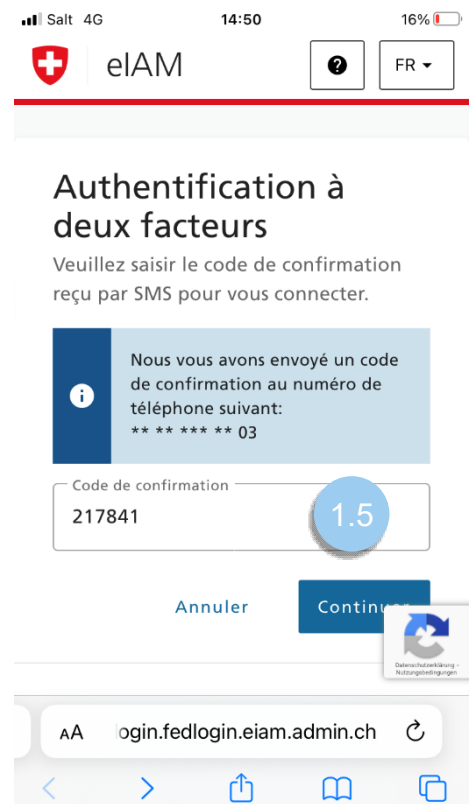 Salt 4G 14:50 16%
eIAM FR
Authentification à
deux facteurs
Veuillez saisir le code de confirmation
reçu par SMS pour vous connecter.
Nous vous avons envoyé un code
de confirmation au numéro de
téléphone suivant:
** ** *** ** 03
Code de confirmation
217841
1.5
Annuler Continuer
Datenschutzerklärung -
Nutzungsbedingungen
AA login.fedlogin.eiam.admin.ch